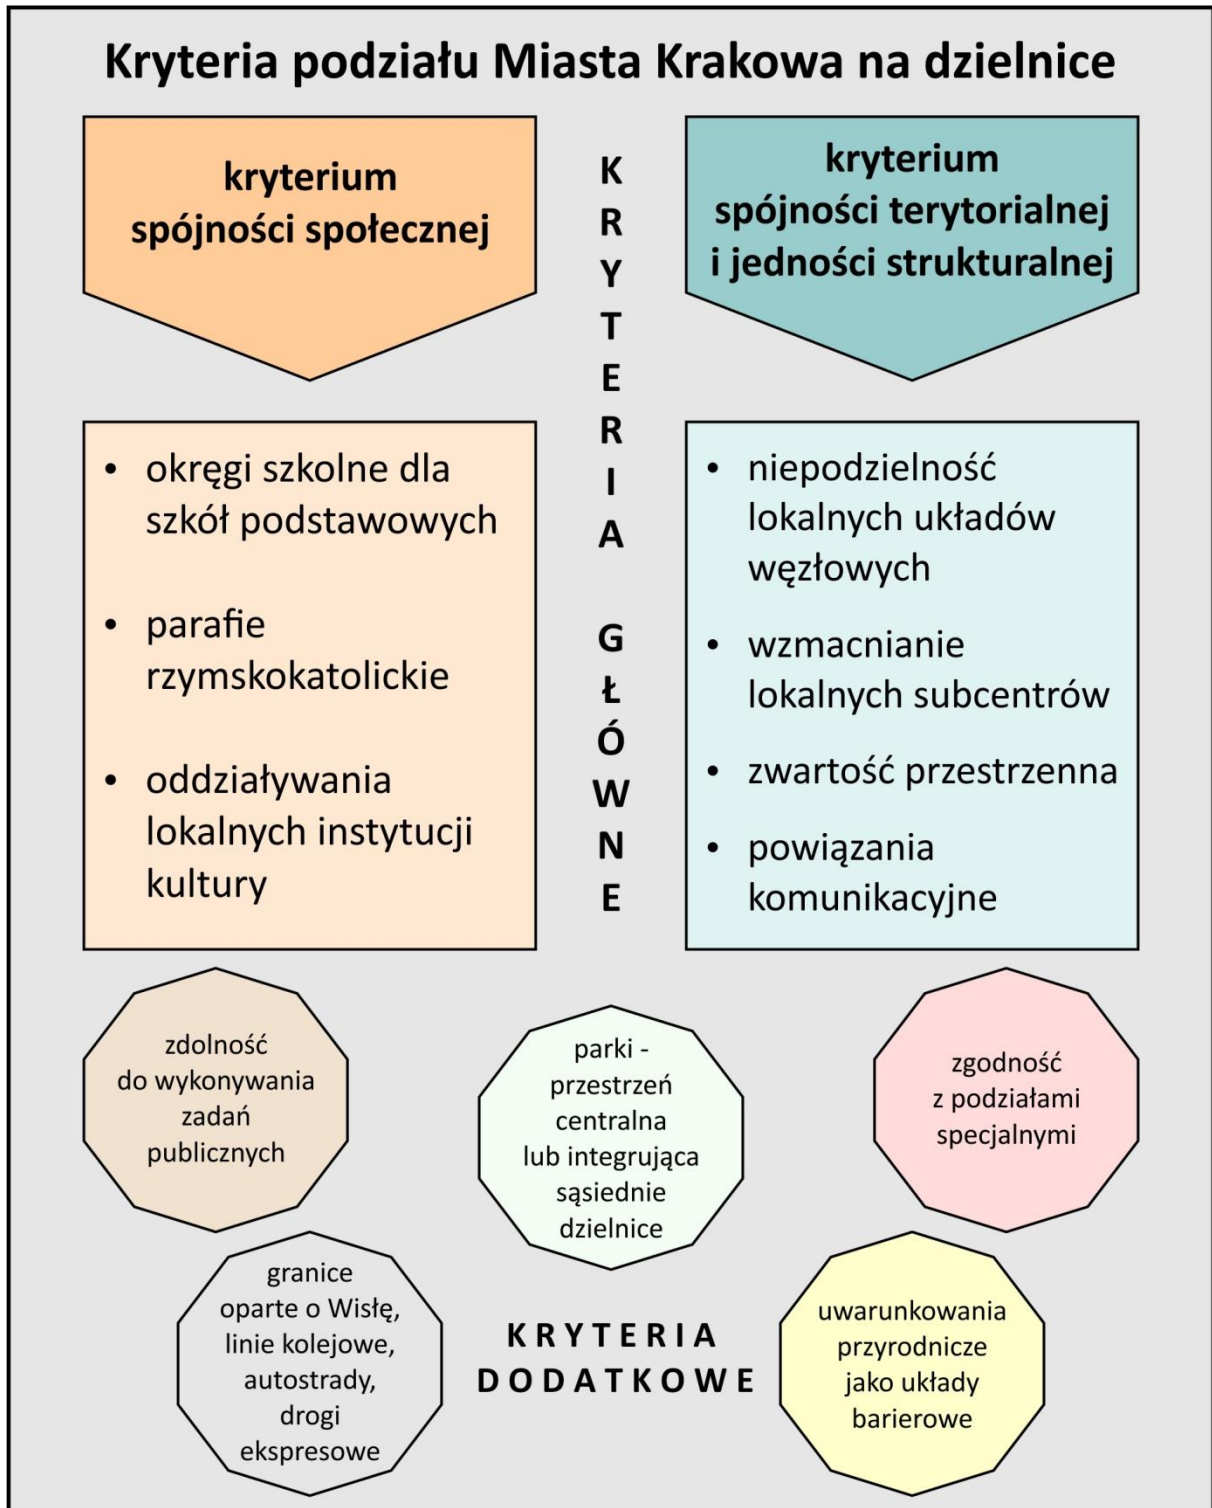 Kryteria podziału Miasta Krakowa na dzielnice
kryterium
spójności społecznej
KRYTERIA GŁÓWNE
kryterium
spójności terytorialnej
i jedności strukturalnej
• okręgi szkolne dla
szkół podstawowych
• parafie
rzymskokatolickie
• oddziaływania
lokalnych instytucji
kultury
• niepodzielność
lokalnych układów
węzłowych
• wzmacnianie
lokalnych subcentrów
• zwartość przestrzenna
• powiązania
komunikacyjne
zdolność
do wykonywania
zadań
publicznych
parki -
przestrzeń
centralna
lub integrująca
sąsiednie
dzielnice
zgodność
z podziałami
specjalnymi
granice
oparte o Wisłę,
linie kolejowe,
autostrady,
drogi
ekspresowe
KRYTERIA
DODATKOWE
uwarunkowania
przyrodnicze
jako układy
barierowe